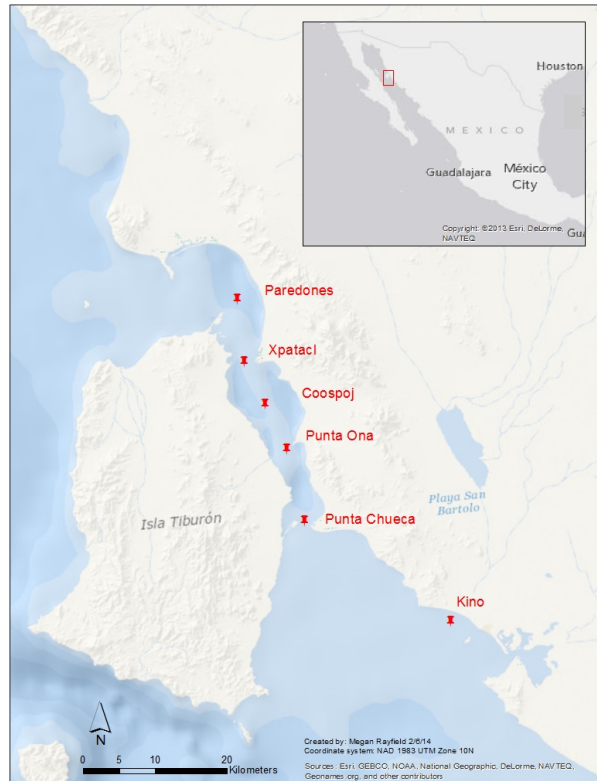 Houston
MEXICO
Guadalajara
México
City
Copyright: ©2013 Esri, DeLorme,
NAVTEQ
Gu
Paredones
Xpatacl
Coospoj
Punta Ona
Isla Tiburón
Playa San
Bartolo
Punta Chueca
Kino
N
0 5 10 20
Kilometers
Created by: Megan Rayfield 2/6/14
Coordinate system: NAD 1983 UTM Zone 10N
Sources: Esri, GEBCO, NOAA, National Geographic, DeLorme, NAVTEQ,
Geonames.org, and other contributors